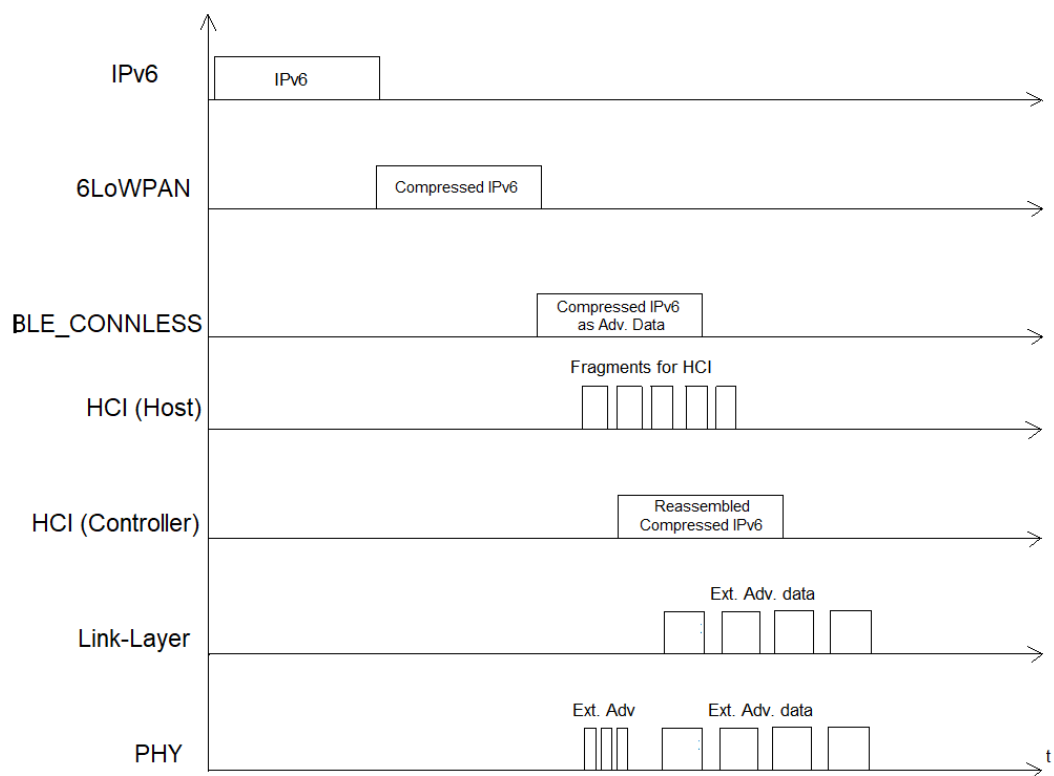 IPv6
IPv6
6LoWPAN
Compressed IPv6
BLE_CONNLESS
Compressed IPv6
as Adv. Data
Fragments for HCI
HCI (Host)
HCI (Controller)
Reassembled
Compressed IPv6
Ext. Adv. data
Link-Layer
Ext. Adv
Ext. Adv. data
PHY
t